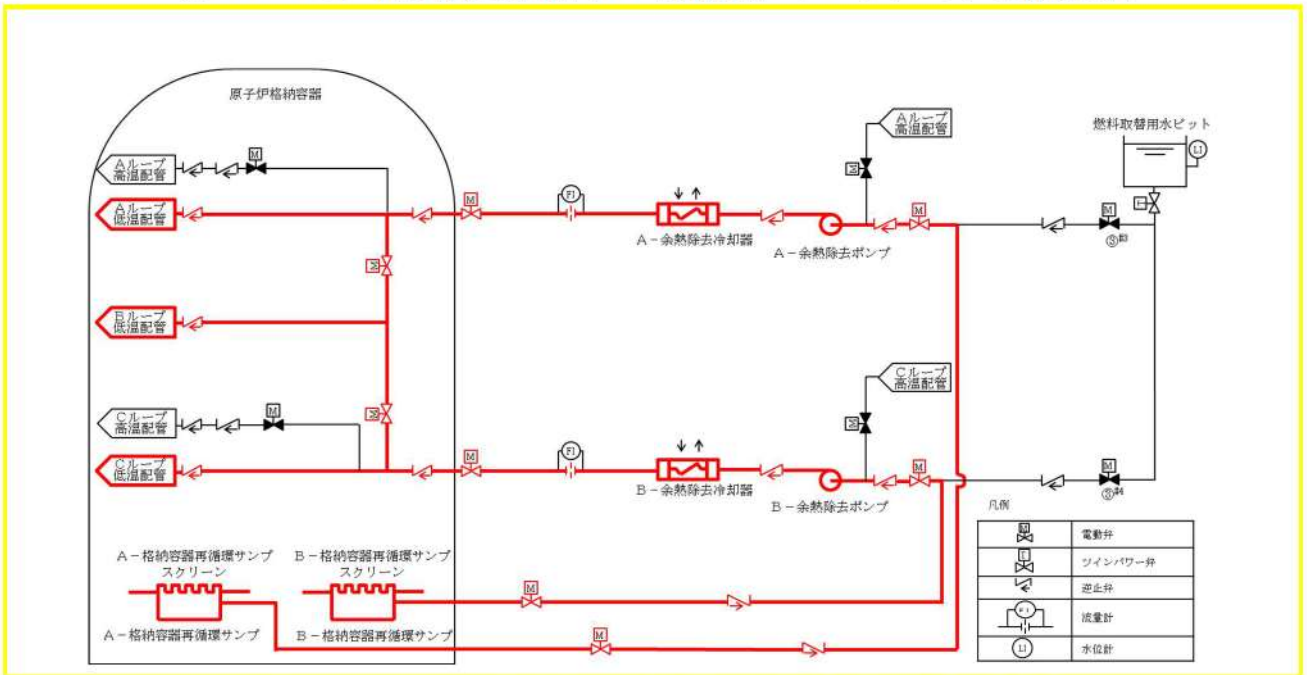 原子炉格納容器
Aループ
高温配管
燃料取替用水ピット
LI
M
Aループ
高温配管
M
Aループ
低温配管
M
FI
A-余熱除去冷却器
M
A-余熱除去ポンプ
M
M
Bループ
低温配管
Cループ
高温配管
M
Cループ
高温配管
M
M
Cループ
低温配管
M
FI
B-余熱除去冷却器
M
B-余熱除去ポンプ
M
凡例
M
電動弁
ツインパワー弁
逆止弁
FI
流量計
LI
水位計
A-格納容器再循環サンプ
スクリーン
B-格納容器再循環サンプ
スクリーン
M
A-格納容器再循環サンプ
B-格納容器再循環サンプ
M